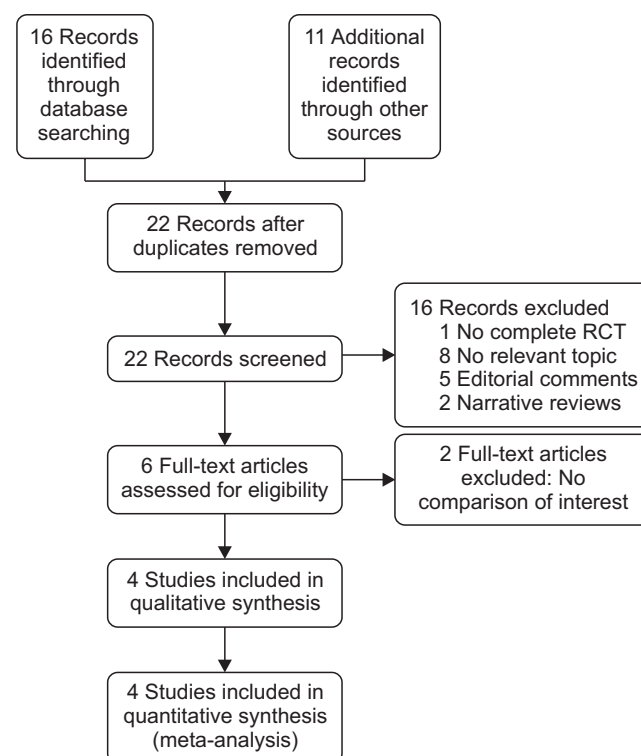 16 Records
identified
through
database
searching
11 Additional
records
identified
through other
sources
22 Records after
duplicates removed
22 Records screened
16 Records excluded
1 No complete RCT
8 No relevant topic
5 Editorial comments
2 Narrative reviews
6 Full-text articles
assessed for eligibility
2 Full-text articles
excluded: No
comparison of interest
4 Studies included in
qualitative synthesis
4 Studies included in
quantitative synthesis
(meta-analysis)